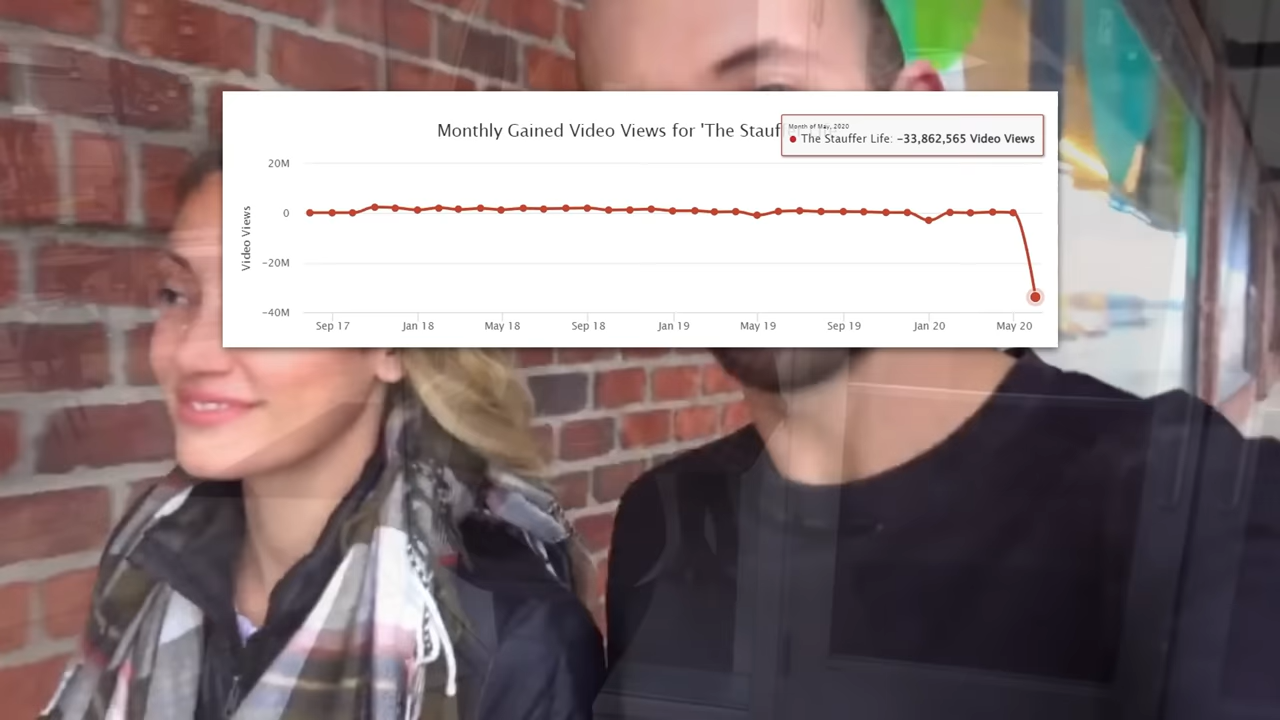 Monthly Gained Video Views for 'The Stauf
Month of May, 2020
The Stauffer Life: −33,862,565 Video Views
Video Views
20M
0
−20M
−40M
Sep 17
Jan 18
May 18
Sep 18
Jan 19
May 19
Sep 19
Jan 20
May 20